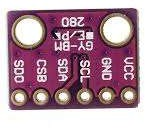 GY-BM
E/P
280
VCC
GND
SCL
SDA
CSB
SDO